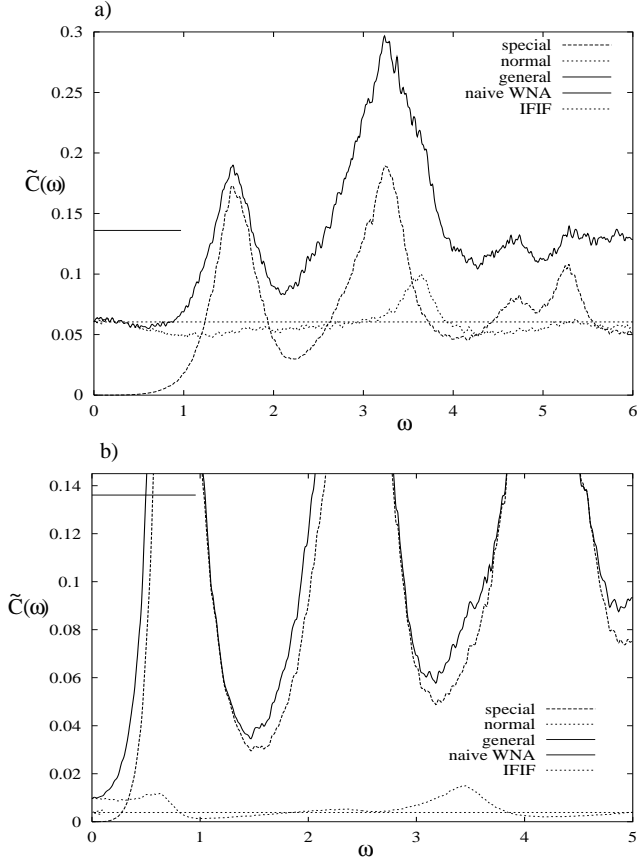 a)
0.3
0.25
0.2
0.15
0.1
0.05
0
C̃(ω)
special
normal
general
naive WNA
IFIF
0 1 2 3 4 5 6
ω
b)
0.14
0.12
0.1
0.08
0.06
0.04
0.02
0
C̃(ω)
special
normal
general
naive WNA
IFIF
0 1 2 3 4 5
ω